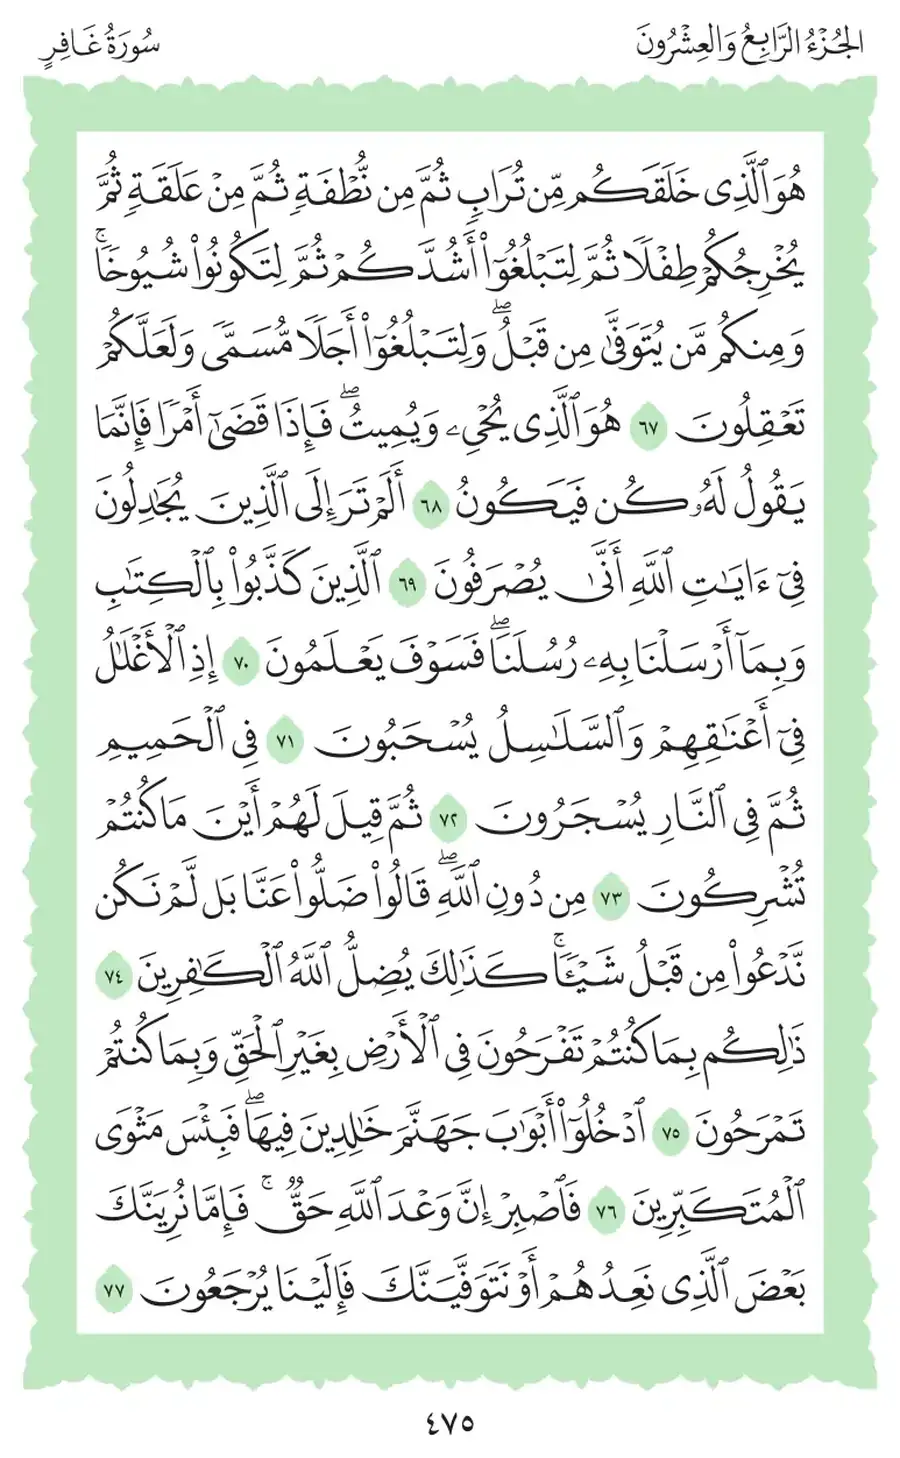 الجُزْءُ الرَّابِعُ وَالعِشْرُونَ
سُورَةُ غَافِرٍ
هُوَ ٱلَّذِى خَلَقَكُم مِّن تُرَابٍ ثُمَّ مِن نُّطْفَةٍ ثُمَّ مِنْ عَلَقَةٍ ثُمَّ
يُخْرِجُكُمْ طِفْلًا ثُمَّ لِتَبْلُغُوٓا۟ أَشُدَّكُمْ ثُمَّ لِتَكُونُوا۟ شُيُوخًا ۚ
وَمِنكُم مَّن يُتَوَفَّىٰ مِن قَبْلُ ۖ وَلِتَبْلُغُوٓا۟ أَجَلًا مُّسَمًّى وَلَعَلَّكُمْ
تَعْقِلُونَ ٦٧ هُوَ ٱلَّذِى يُحْىِۦ وَيُمِيتُ ۖ فَإِذَا قَضَىٰٓ أَمْرًا فَإِنَّمَا
يَقُولُ لَهُۥ كُن فَيَكُونُ ٦٨ أَلَمْ تَرَ إِلَى ٱلَّذِينَ يُجَـٰدِلُونَ
فِىٓ ءَايَـٰتِ ٱللَّهِ أَنَّىٰ يُصْرَفُونَ ٦٩ ٱلَّذِينَ كَذَّبُوا۟ بِٱلْكِتَـٰبِ
وَبِمَآ أَرْسَلْنَا بِهِۦ رُسُلَنَا ۖ فَسَوْفَ يَعْلَمُونَ ٧٠ إِذِ ٱلْأَغْلَـٰلُ
فِىٓ أَعْنَـٰقِهِمْ وَٱلسَّلَـٰسِلُ يُسْحَبُونَ ٧١ فِى ٱلْحَمِيمِ
ثُمَّ فِى ٱلنَّارِ يُسْجَرُونَ ٧٢ ثُمَّ قِيلَ لَهُمْ أَيْنَ مَا كُنتُمْ
تُشْرِكُونَ ٧٣ مِن دُونِ ٱللَّهِ ۖ قَالُوا۟ ضَلُّوا۟ عَنَّا بَل لَّمْ نَكُن
نَّدْعُوا۟ مِن قَبْلُ شَيْـًٔا ۚ كَذَٰلِكَ يُضِلُّ ٱللَّهُ ٱلْكَـٰفِرِينَ ٧٤
ذَٰلِكُم بِمَا كُنتُمْ تَفْرَحُونَ فِى ٱلْأَرْضِ بِغَيْرِ ٱلْحَقِّ وَبِمَا كُنتُمْ
تَمْرَحُونَ ٧٥ ٱدْخُلُوٓا۟ أَبْوَٰبَ جَهَنَّمَ خَـٰلِدِينَ فِيهَا ۖ فَبِئْسَ مَثْوَى
ٱلْمُتَكَبِّرِينَ ٧٦ فَٱصْبِرْ إِنَّ وَعْدَ ٱللَّهِ حَقٌّ ۚ فَإِمَّا نُرِيَنَّكَ
بَعْضَ ٱلَّذِى نَعِدُهُمْ أَوْ نَتَوَفَّيَنَّكَ فَإِلَيْنَا يُرْجَعُونَ ٧٧
٤٧٥